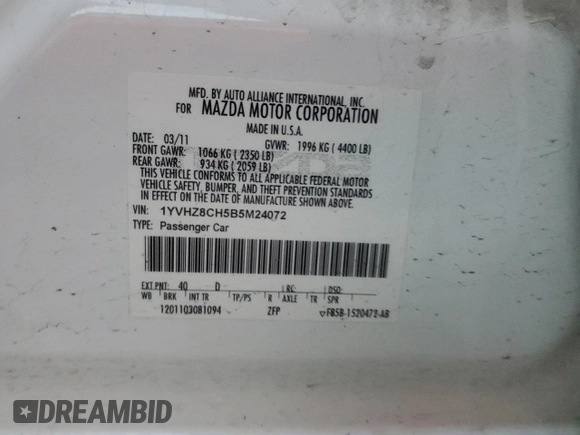 MFD. BY AUTO ALLIANCE INTERNATIONAL, INC.
FOR MAZDA MOTOR CORPORATION
MADE IN U.S.A.
DATE: 03/11 GVWR: 1996 KG ( 4400 LB)
FRONT GAWR: 1066 KG ( 2350 LB)
REAR GAWR: 934 KG ( 2059 LB)
THIS VEHICLE CONFORMS TO ALL APPLICABLE FEDERAL MOTOR
VEHICLE SAFETY, BUMPER, AND THEFT PREVENTION STANDARDS
IN EFFECT ON THE DATE OF MANUFACTURE SHOWN ABOVE.
VIN: 1YVHZ8CH5B5M24072
TYPE: Passenger Car
EXT PNT: 40 D RC: DSO:
WB BRK INT TR TP/PS R AXLE TR SPR
1201103081094 ZFP F85B-1520472-AB
DREAMBID